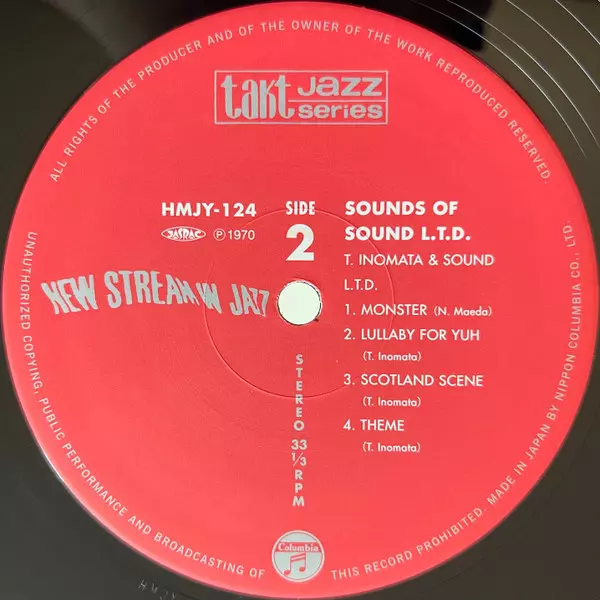 ALL RIGHTS OF THE PRODUCER AND OF THE OWNER OF THE WORK REPRODUCED RESERVED.
UNAUTHORIZED COPYING, PUBLIC PERFORMANCE AND BROADCASTING OF THIS RECORD PROHIBITED. MADE IN JAPAN BY NIPPON COLUMBIA CO., LTD.
takt jazz
series
HMJY-124
JASRAC ℗ 1970
SIDE
2
SOUNDS OF
SOUND L.T.D.
T. INOMATA & SOUND
L.T.D.
1. MONSTER (N. Maeda)
2. LULLABY FOR YUH
(T. Inomata)
3. SCOTLAND SCENE
(T. Inomata)
4. THEME
(T. Inomata)
NEW STREAM IN JAZZ
STEREO 33 1/3 RPM
Columbia
HMJY